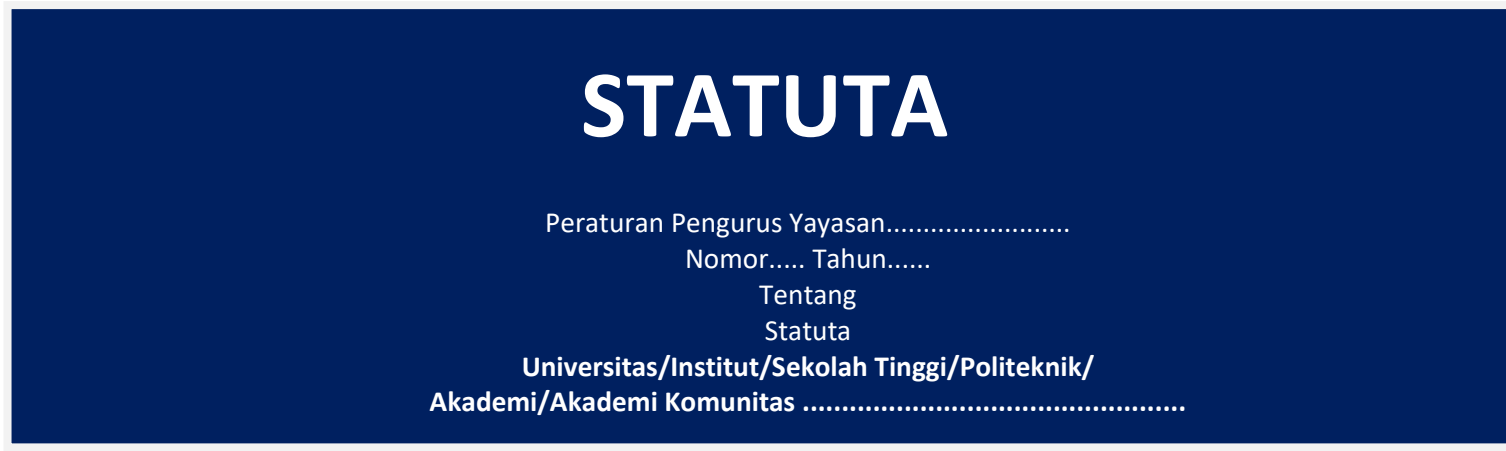 STATUTA
Peraturan Pengurus Yayasan.........................
Nomor..... Tahun......
Tentang
Statuta
Universitas/Institut/Sekolah Tinggi/Politeknik/
Akademi/Akademi Komunitas .................................................